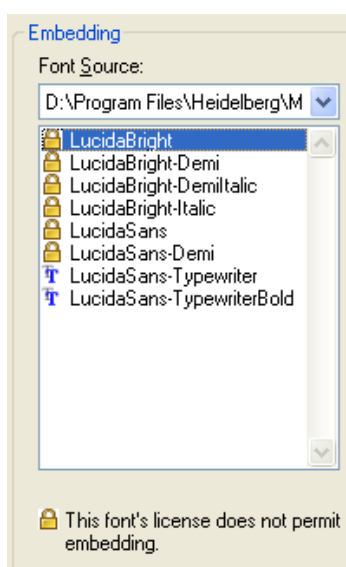 Embedding
Font Source:
D:\Program Files\Heidelberg\M
LucidaBright
LucidaBright-Demi
LucidaBright-DemiItalic
LucidaBright-Italic
LucidaSans
LucidaSans-Demi
LucidaSans-Typewriter
LucidaSans-TypewriterBold
This font's license does not permit
embedding.